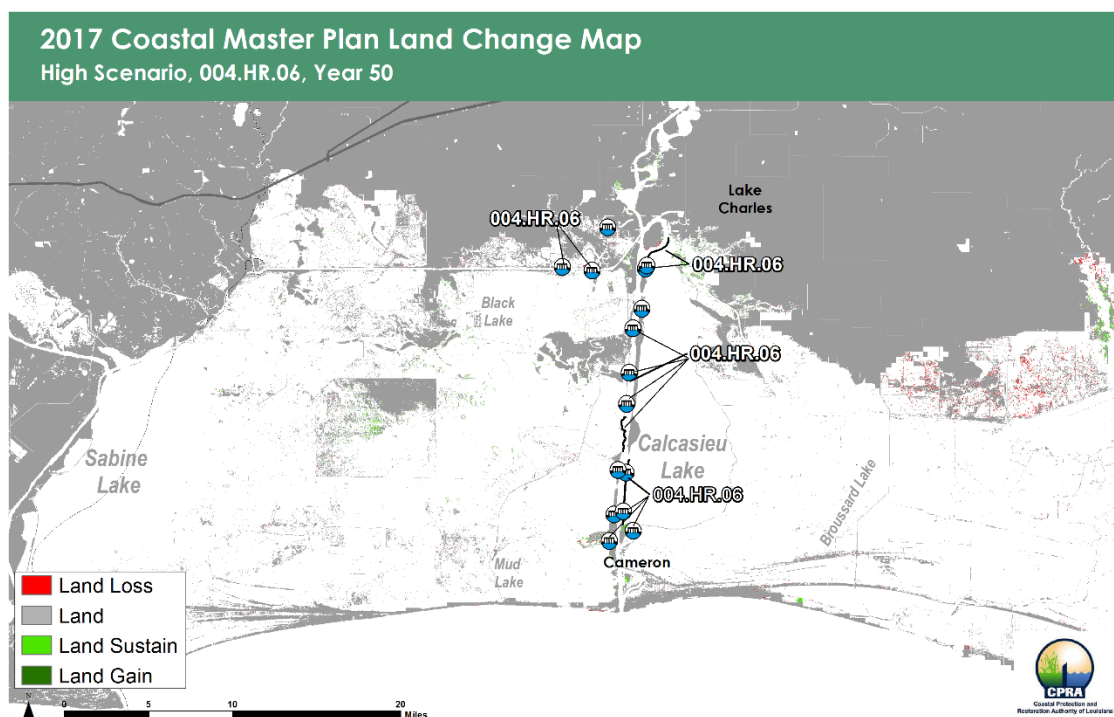 2017 Coastal Master Plan Land Change Map
High Scenario, 004.HR.06, Year 50
Lake
Charles
004.HR.06
004.HR.06
Black
Lake
004.HR.06
Sabine
Lake
Calcasieu
Lake
004.HR.06
Broussard Lake
Mud
Lake
Cameron
Land Loss
Land
Land Sustain
Land Gain
N
0 5 10 20
Miles
CPRA
Coastal Protection and
Restoration Authority of Louisiana